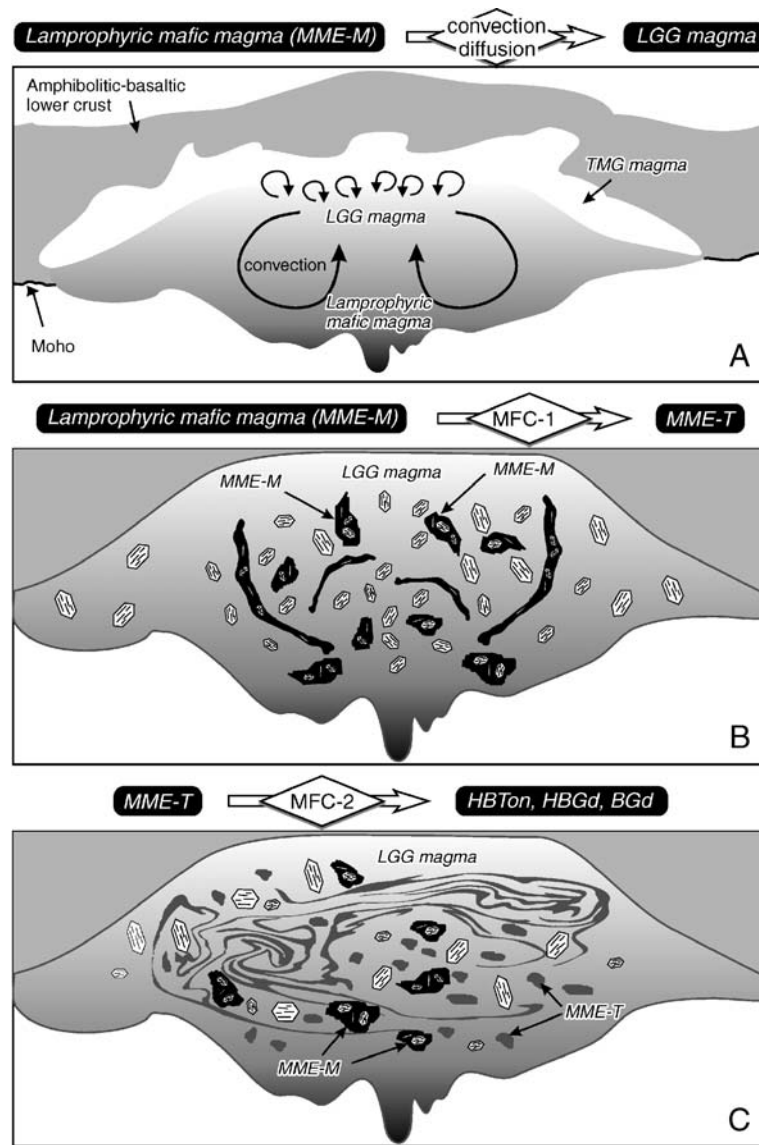 Lamprophyric mafic magma (MME-M)
convection
diffusion
LGG magma
Amphibolitic-basaltic
lower crust
TMG magma
LGG magma
convection
Lamprophyric
mafic magma
Moho
A
Lamprophyric mafic magma (MME-M)
MFC-1
MME-T
LGG magma
MME-M
MME-M
B
MME-T
MFC-2
HBTon, HBGd, BGd
LGG magma
MME-T
MME-M
C